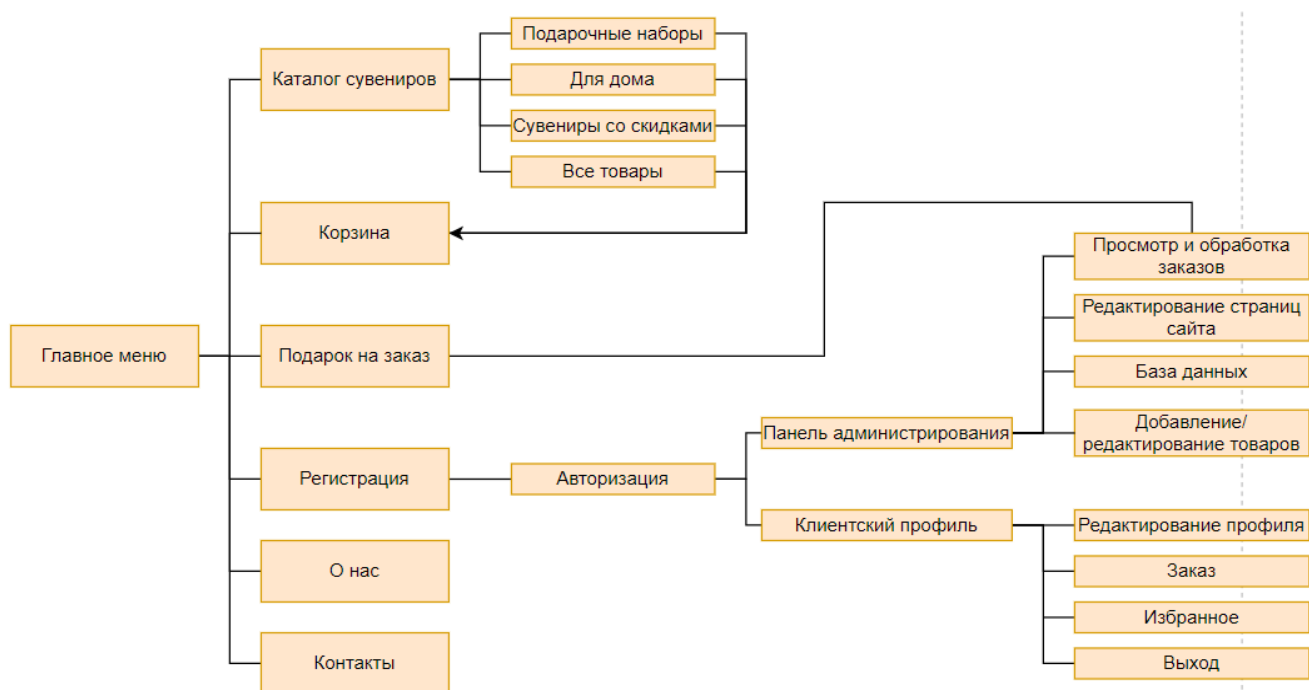 Подарочные наборы
Каталог сувениров
Для дома
Сувениры со скидками
Все товары
Корзина
Просмотр и обработка
заказов
Редактирование страниц
сайта
Главное меню
Подарок на заказ
База данных
Панель администрирования
Добавление/
редактирование товаров
Регистрация
Авторизация
Клиентский профиль
Редактирование профиля
О нас
Заказ
Избранное
Контакты
Выход